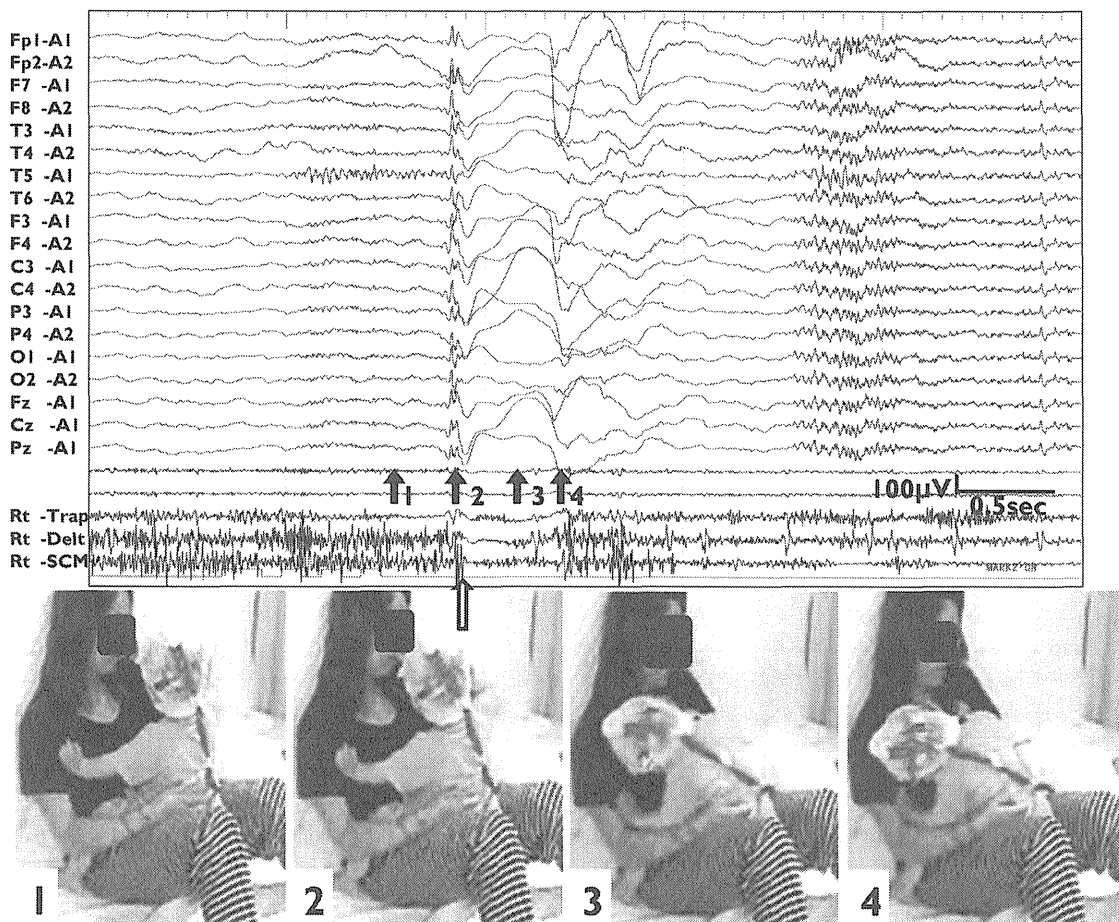 Fp1-A1
Fp2-A2
F7 -A1
F8 -A2
T3 -A1
T4 -A2
T5 -A1
T6 -A2
F3 -A1
F4 -A2
C3 -A1
C4 -A2
P3 -A1
P4 -A2
O1 -A1
O2 -A2
Fz -A1
Cz -A1
Pz -A1
1 2 3 4
100μV
0.5sec
Rt -Trap
Rt -Delt
Rt -SCM
1 2 3 4